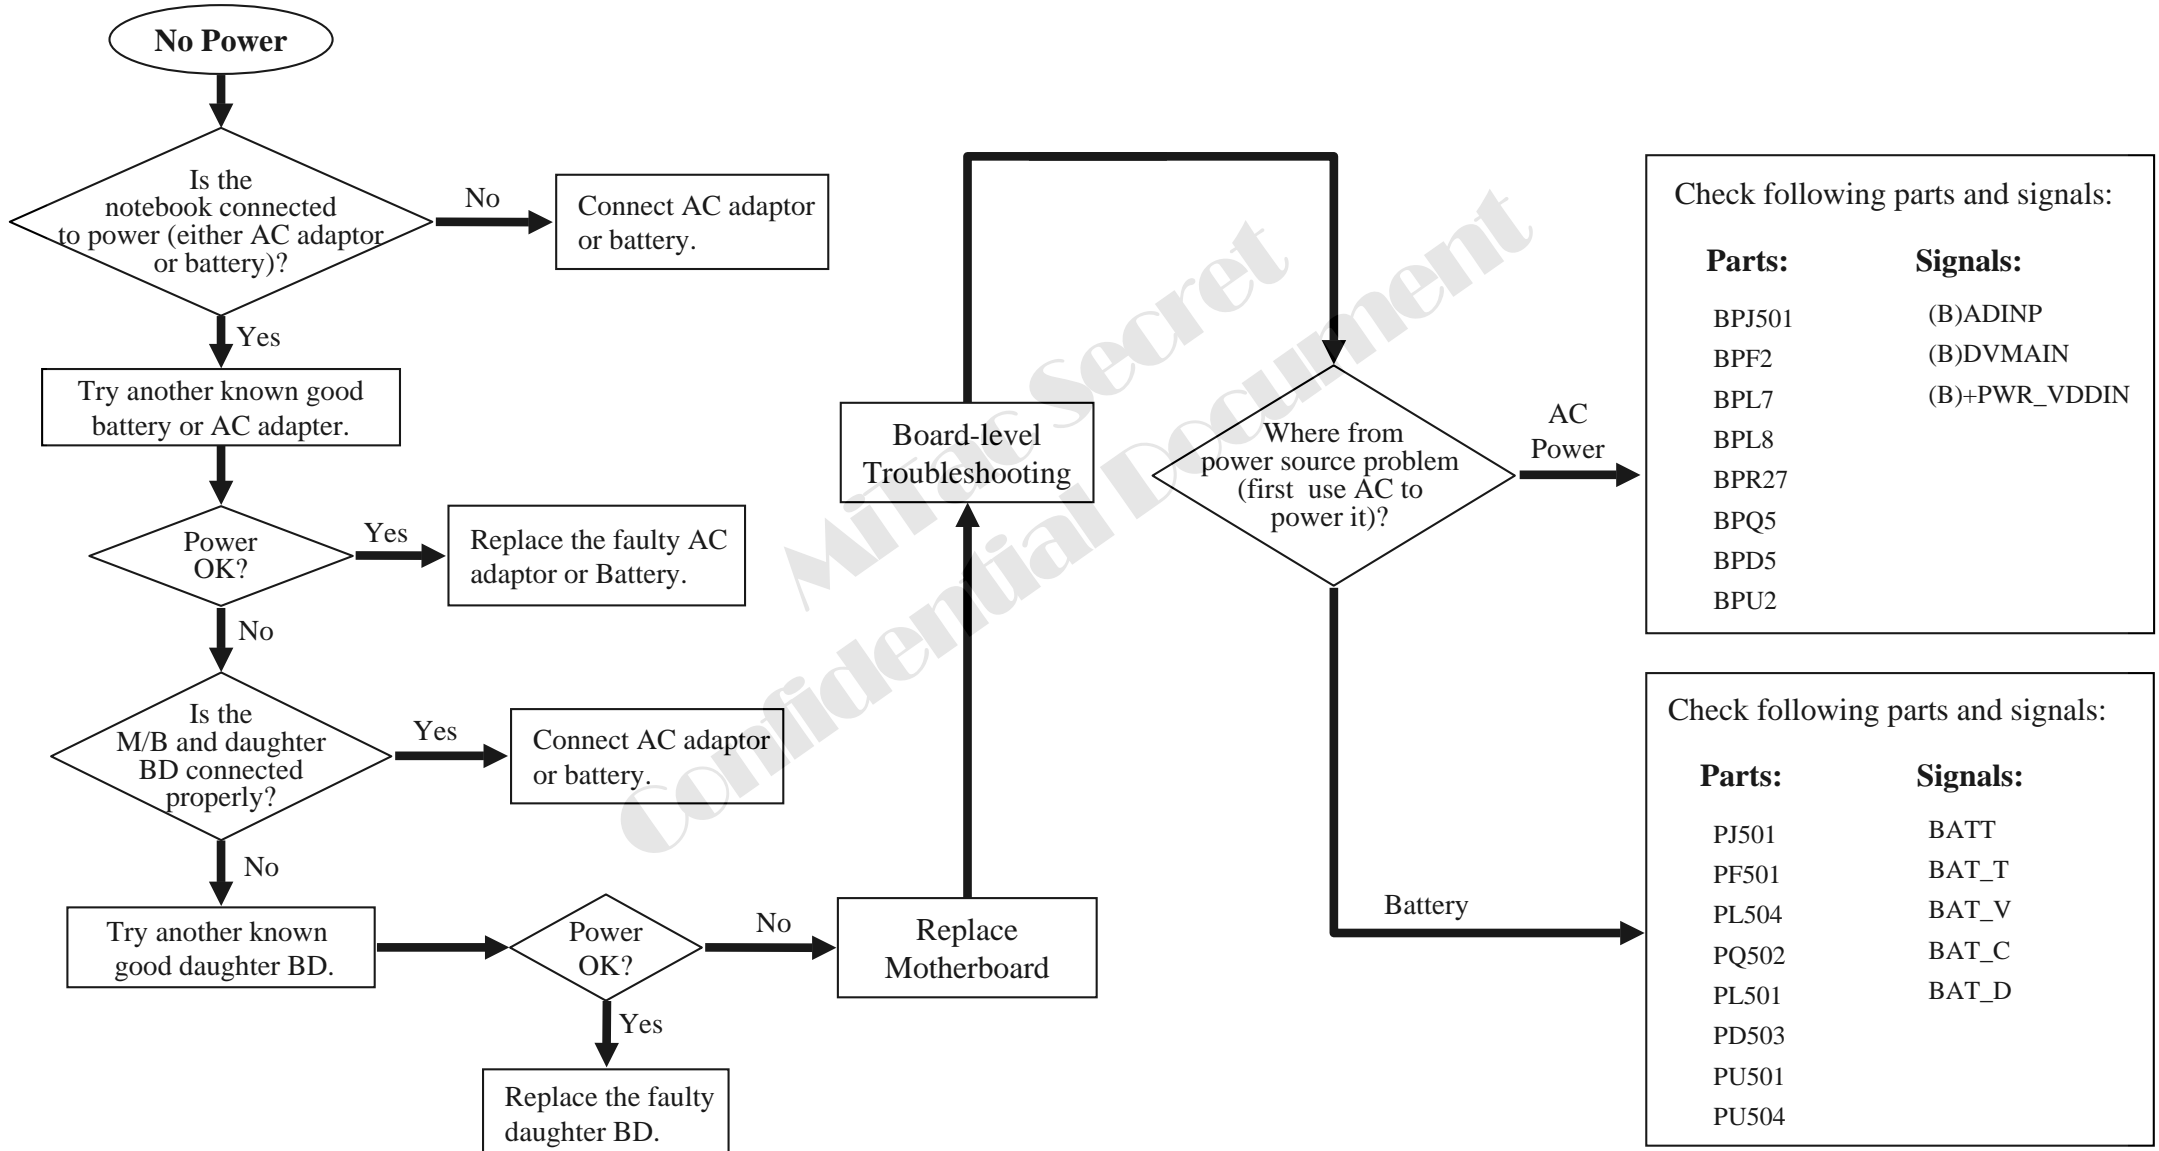 No Power
Is the
notebook connected
to power (either AC adaptor
or battery)?
No
Connect AC adaptor
or battery.
Yes
Try another known good
battery or AC adapter.
Power
OK?
Yes
Replace the faulty AC
adaptor or Battery.
No
Is the
M/B and daughter
BD connected
properly?
Yes
Connect AC adaptor
or battery.
No
Try another known
good daughter BD.
Power
OK?
No
Yes
Replace the faulty
daughter BD.
Replace
Motherboard
Board-level
Troubleshooting
Where from
power source problem
(first use AC to
power it)?
AC
Power
Battery
Check following parts and signals:
Parts:
BPJ501
BPF2
BPL7
BPL8
BPR27
BPQ5
BPD5
BPU2
Signals:
(B)ADINP
(B)DVMAIN
(B)+PWR_VDDIN
Check following parts and signals:
Parts:
PJ501
PF501
PL504
PQ502
PL501
PD503
PU501
PU504
Signals:
BATT
BAT_T
BAT_V
BAT_C
BAT_D
MiTac Secret
Confidential Document